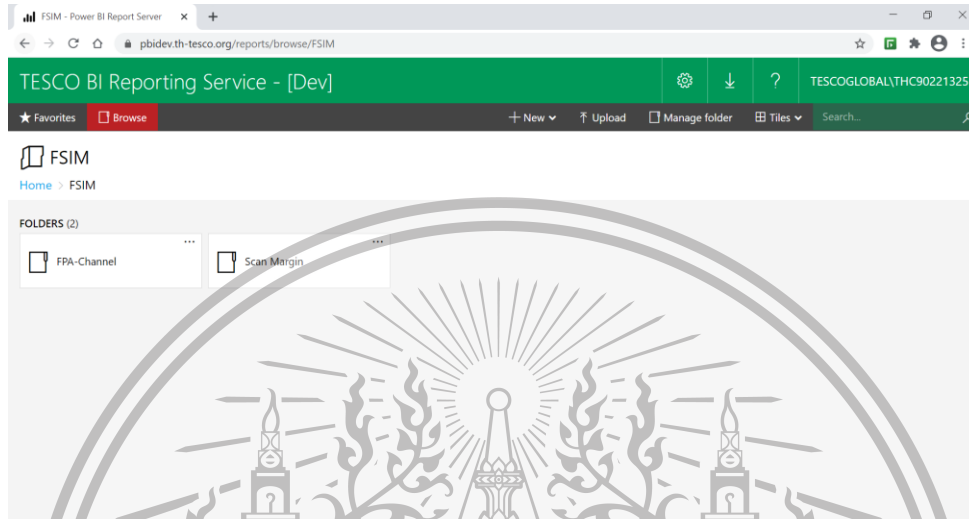 FSIM - Power BI Report Server
pbidev.th-tesco.org/reports/browse/FSIM
TESCO BI Reporting Service - [Dev]
TESCOGLOBAL\THC90221325
Favorites Browse New Upload Manage folder Tiles Search...
FSIM
Home > FSIM
FOLDERS (2)
FPA-Channel ... Scan Margin ...